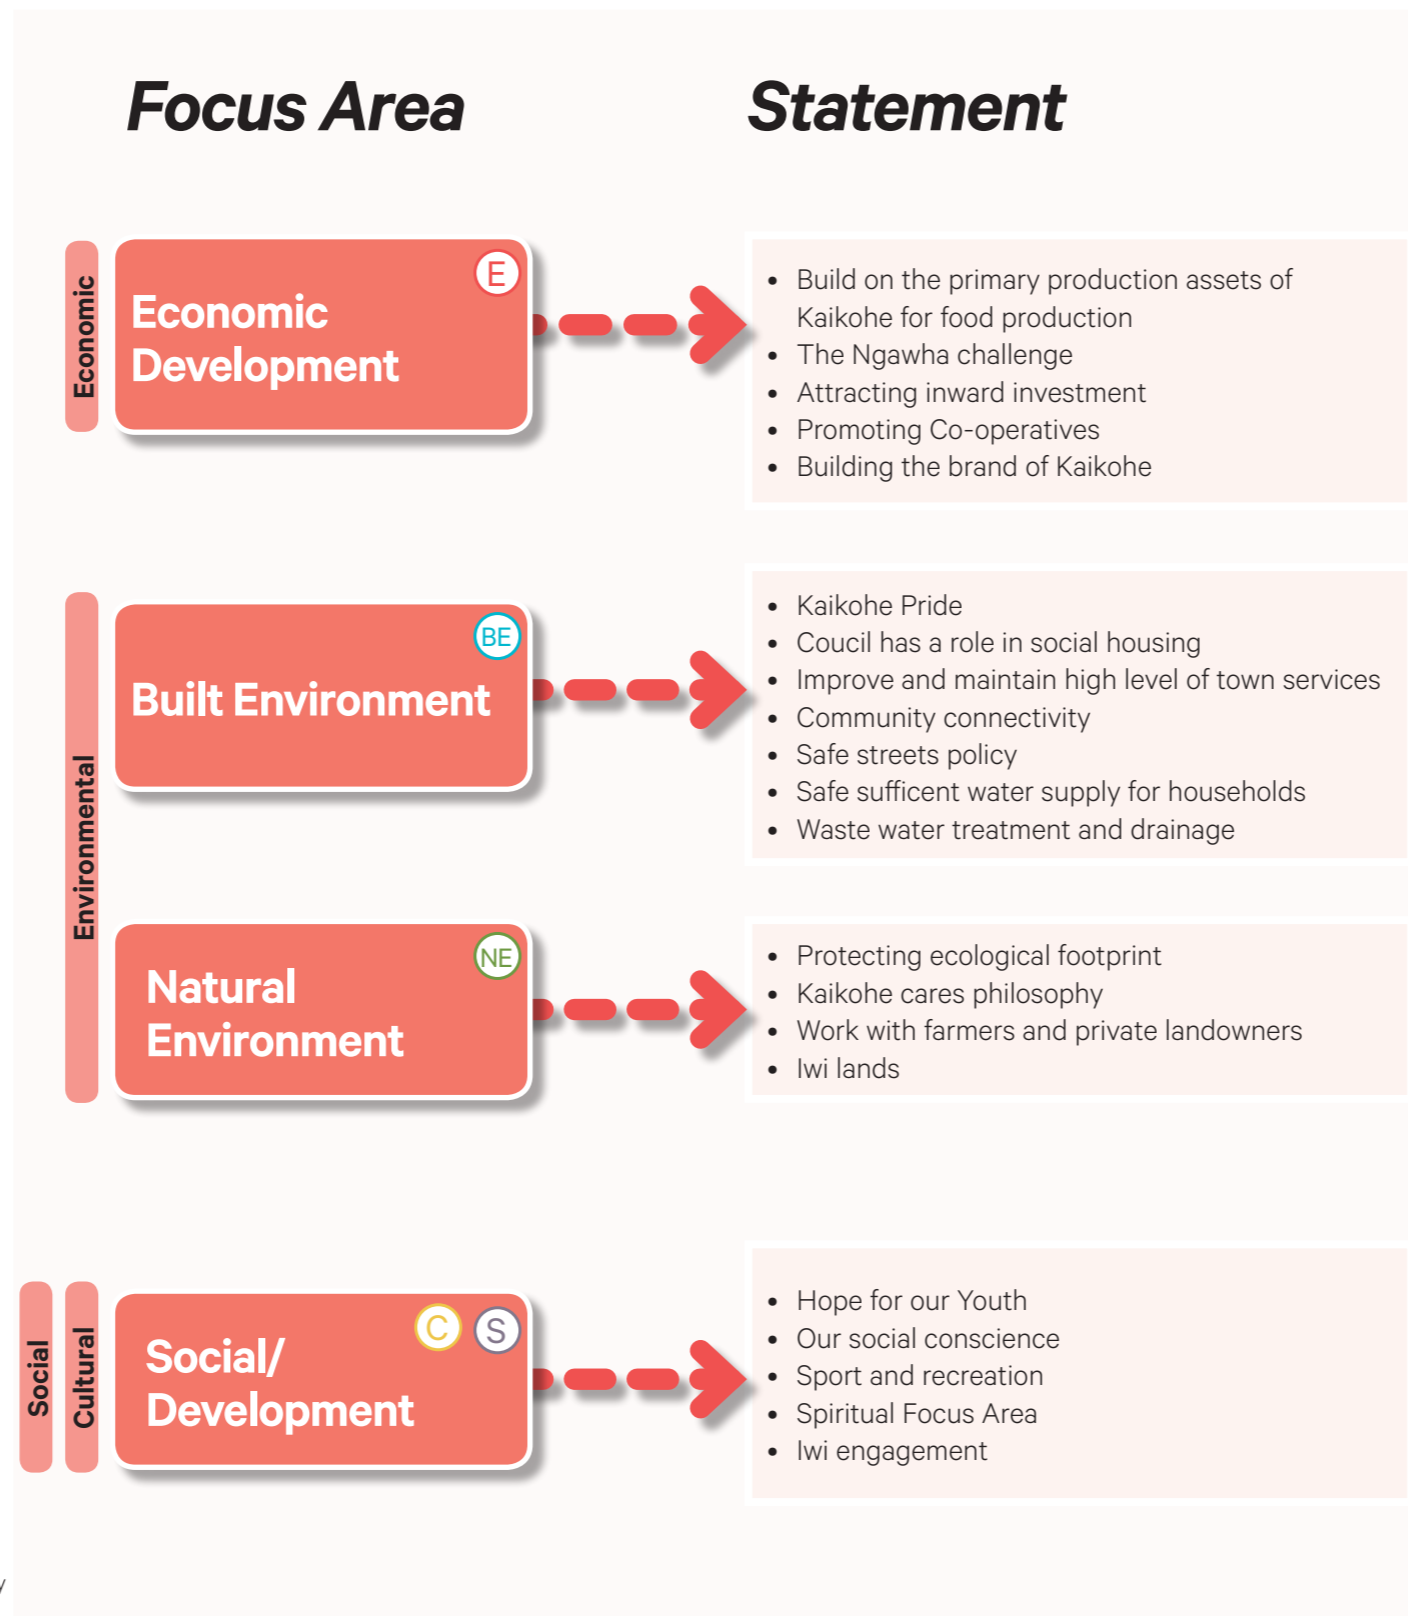 Focus Area
Statement
Economic
E
Economic
Development
• Build on the primary production assets of
Kaikohe for food production
• The Ngawha challenge
• Attracting inward investment
• Promoting Co-operatives
• Building the brand of Kaikohe
Environmental
BE
Built Environment
• Kaikohe Pride
• Coucil has a role in social housing
• Improve and maintain high level of town services
• Community connectivity
• Safe streets policy
• Safe sufficent water supply for households
• Waste water treatment and drainage
NE
Natural
Environment
• Protecting ecological footprint
• Kaikohe cares philosophy
• Work with farmers and private landowners
• Iwi lands
Social
Cultural
C S
Social/
Development
• Hope for our Youth
• Our social conscience
• Sport and recreation
• Spiritual Focus Area
• Iwi engagement